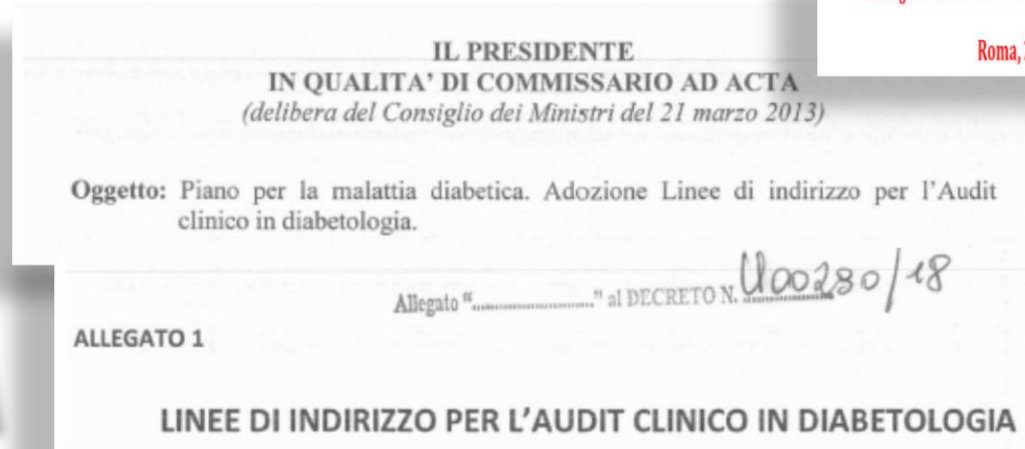 Roma,
IL PRESIDENTE
IN QUALITA’ DI COMMISSARIO AD ACTA
(delibera del Consiglio dei Ministri del 21 marzo 2013)
Oggetto: Piano per la malattia diabetica. Adozione Linee di indirizzo per l’Audit
clinico in diabetologia.
Allegato “..............................” al DECRETO N. U00280/18
ALLEGATO 1
LINEE DI INDIRIZZO PER L’AUDIT CLINICO IN DIABETOLOGIA